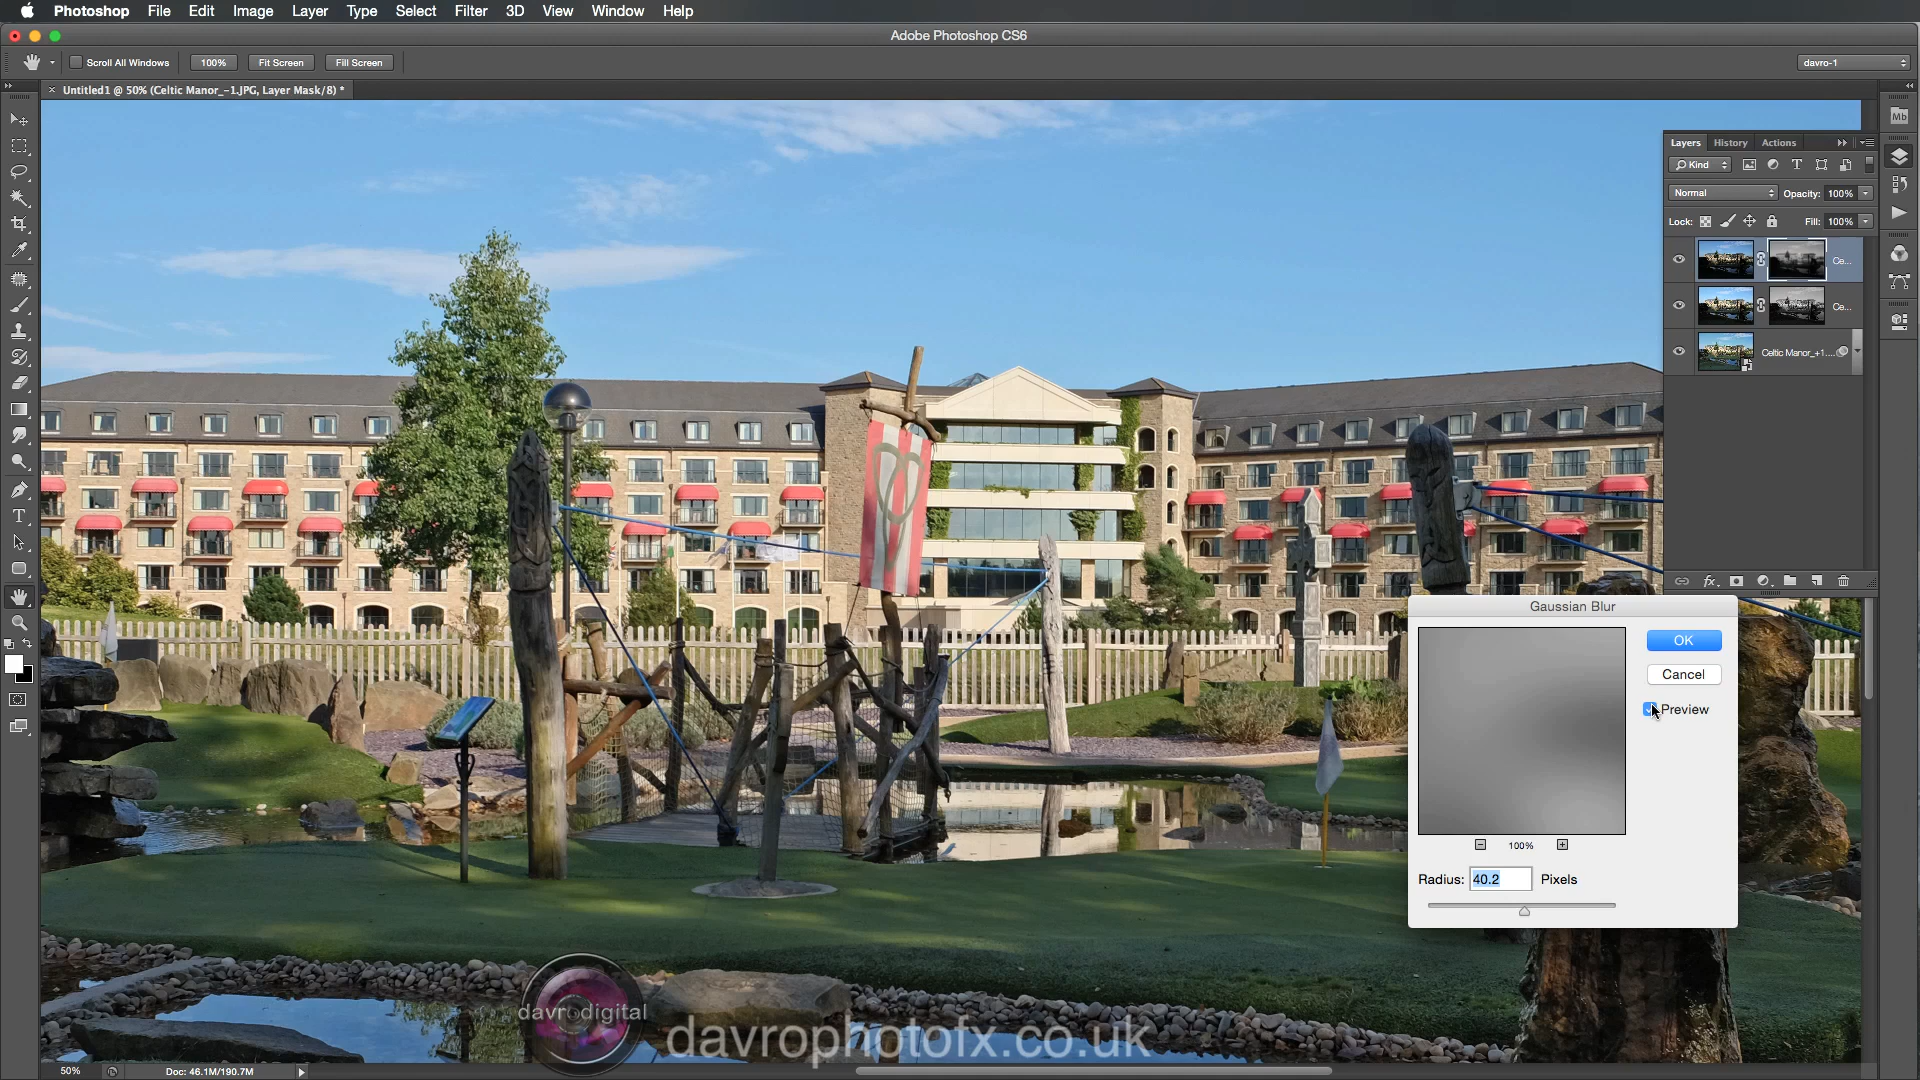 Photoshop File Edit Image Layer Type Select Filter 3D View Window Help
Adobe Photoshop CS6
Scroll All Windows 100% Fit Screen Fill Screen davro-1
Untitled1 @ 50% (Celtic Manor_-1.JPG, Layer Mask/8) *
Mb
Layers History Actions
Kind
Normal Opacity: 100%
Lock: Fill: 100%
Ce...
Ce...
Celtic Manor_+1....
fx
Gaussian Blur
OK
Cancel
Preview
100%
Radius: 40.2 Pixels
davrodigital
davrophotofx.co.uk
50% Doc: 46.1M/190.7M